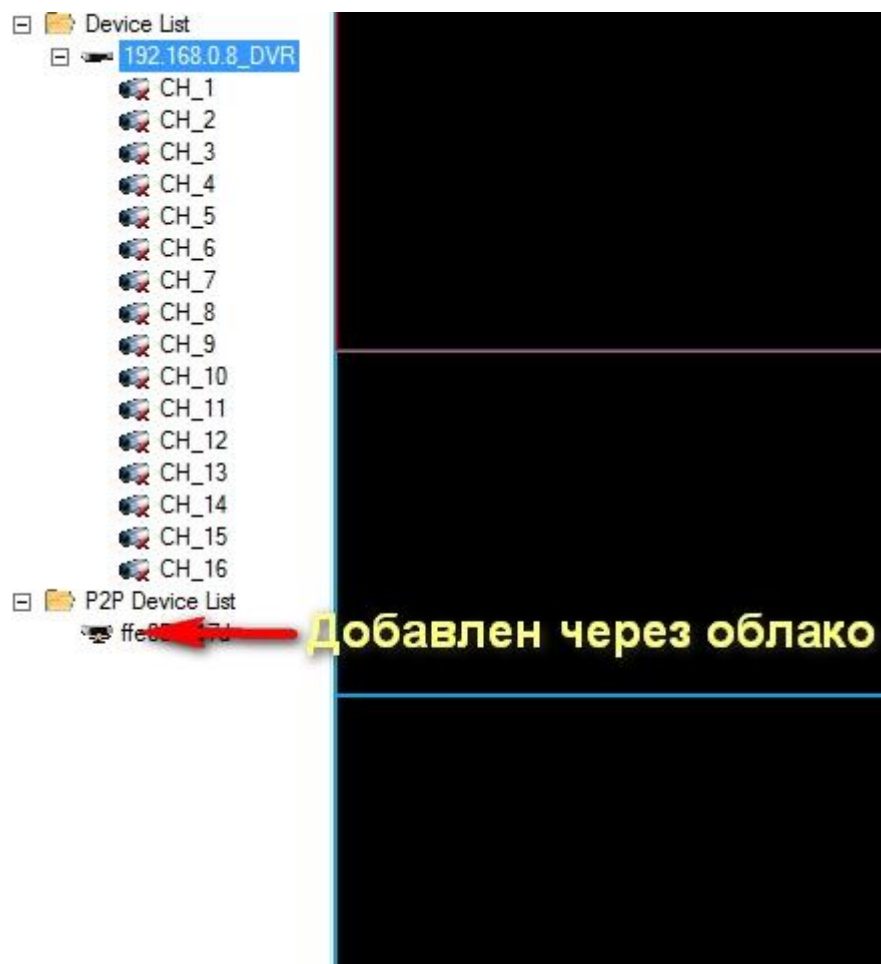 Device List
192.168.0.8_DVR
CH_1
CH_2
CH_3
CH_4
CH_5
CH_6
CH_7
CH_8
CH_9
CH_10
CH_11
CH_12
CH_13
CH_14
CH_15
CH_16
P2P Device List
Добавлен через облако